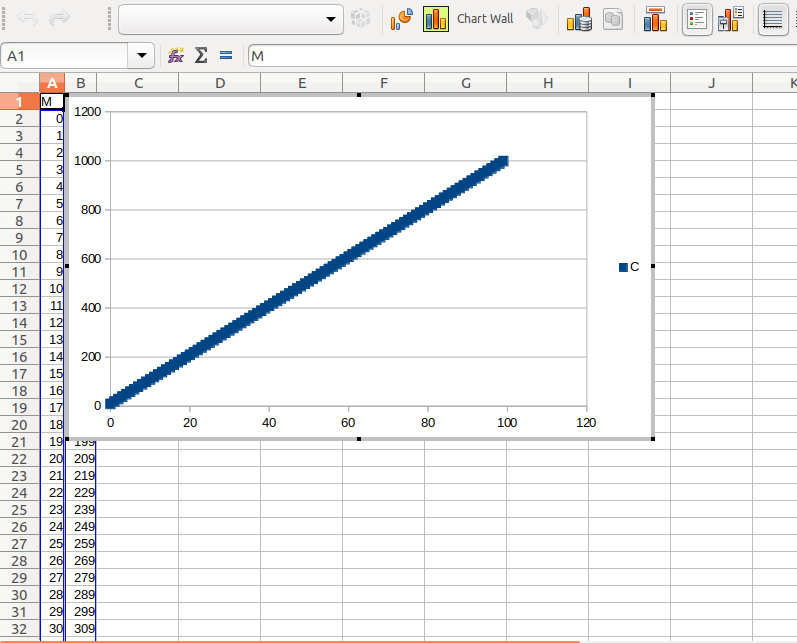 Chart Wall
A1 fx Σ = M
A B C D E F G H I J K
1 M
2 0
3 1
4 2
5 3
6 4
7 5
8 6
9 7
10 8
11 9
12 10
13 11
14 12
15 13
16 14
17 15
18 16
19 17
20 18
21 19 199
22 20 209
23 21 219
24 22 229
25 23 239
26 24 249
27 25 259
28 26 269
29 27 279
30 28 289
31 29 299
32 30 309
1200
1000
800
600
400
200
0
0 20 40 60 80 100 120
C